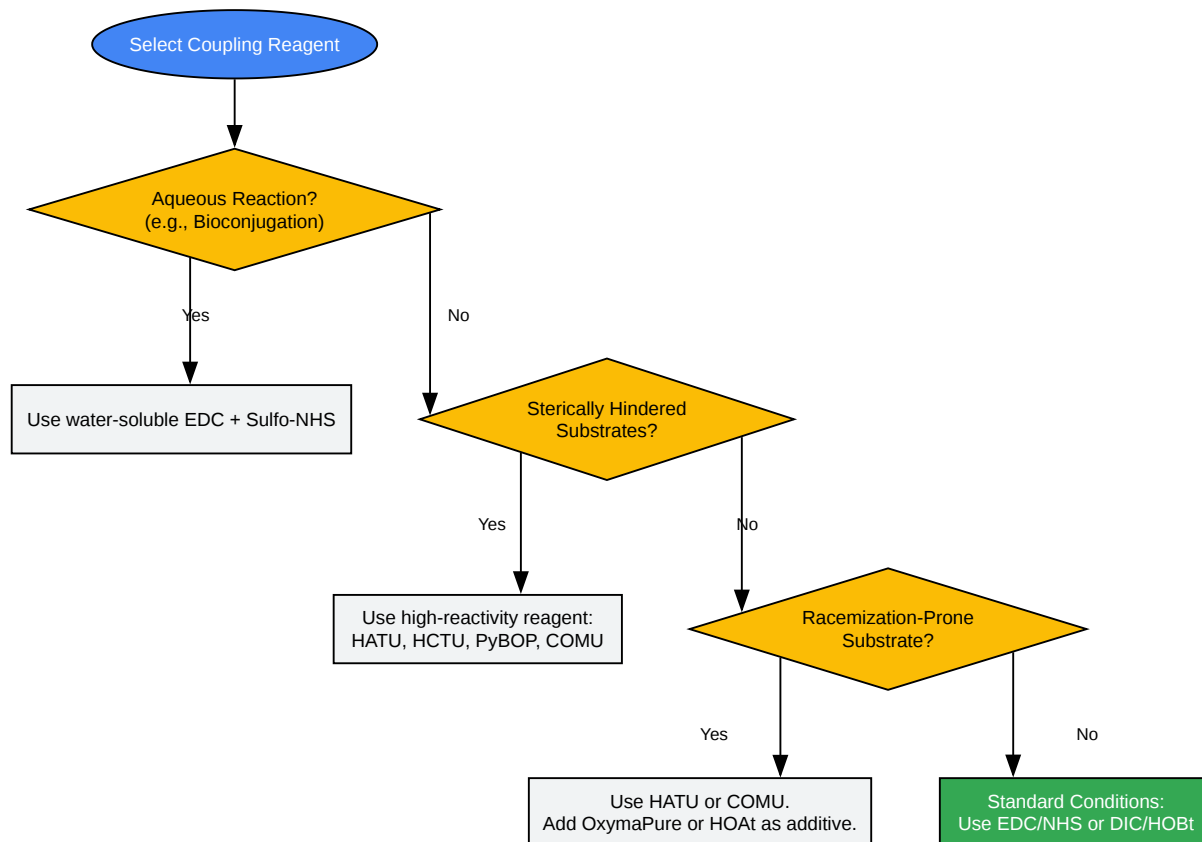 Select Coupling Reagent
Aqueous Reaction?
(e.g., Bioconjugation)
Yes
No
Use water-soluble EDC + Sulfo-NHS
Sterically Hindered
Substrates?
Yes
No
Use high-reactivity reagent:
HATU, HCTU, PyBOP, COMU
Racemization-Prone
Substrate?
Yes
No
Use HATU or COMU.
Add OxymaPure or HOAt as additive.
Standard Conditions:
Use EDC/NHS or DIC/HOBt